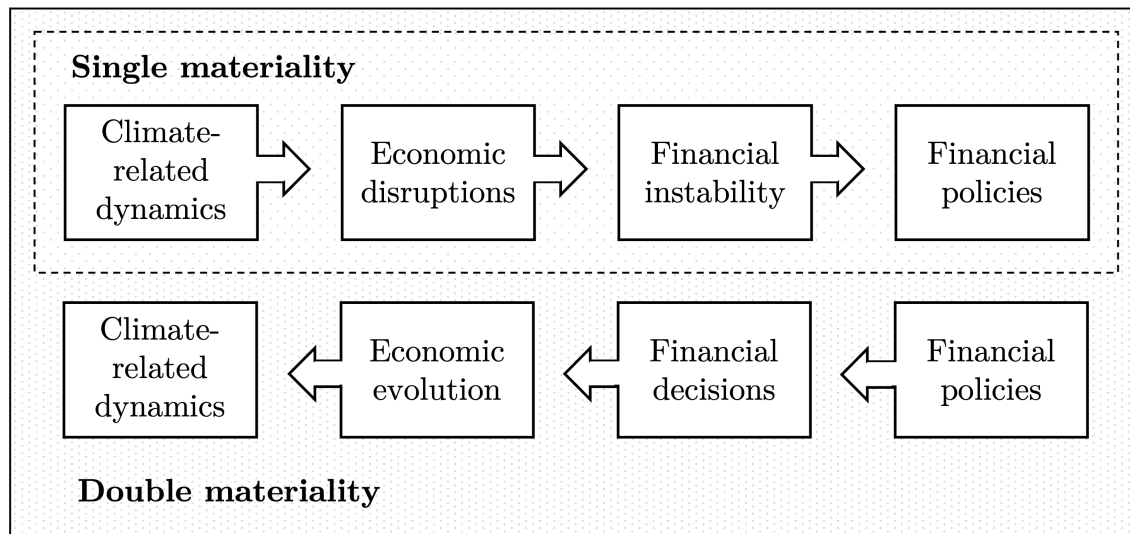 Single materiality
Climate-
related
dynamics
Economic
disruptions
Financial
instability
Financial
policies
Climate-
related
dynamics
Economic
evolution
Financial
decisions
Financial
policies
Double materiality